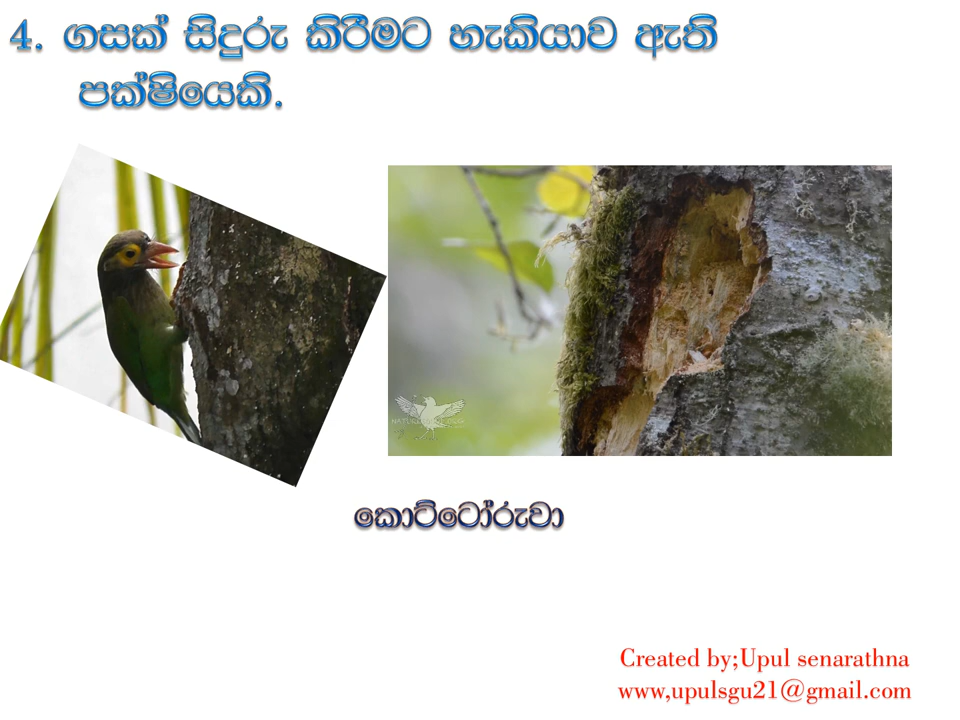 4. ගසක් සිදුරු කිරීමට හැකියාව ඇති
පක්ෂියෙකි.
කොට්ටෝරුවා
Created by;Upul senarathna
www,upulsgu21@gmail.com